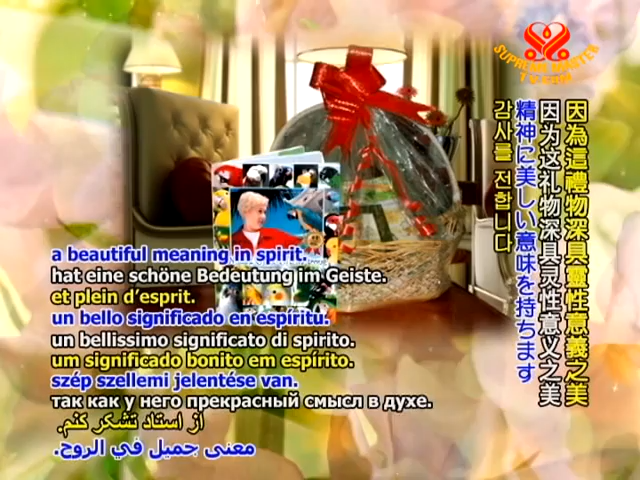 SUPREME MASTER
TV.COM
因為這禮物深具靈性意義之美
因为这礼物深具灵性意义之美
精神に美しい意味を持ちます
감사를 전합니다
a beautiful meaning in spirit.
hat eine schöne Bedeutung im Geiste.
et plein d’esprit.
un bello significado en espíritu.
un bellissimo significato di spirito.
um significado bonito em espírito.
szép szellemi jelentése van.
так как у него прекрасный смысл в духе.
از استاد تشکر کنم.
معنى جميل في الروح.